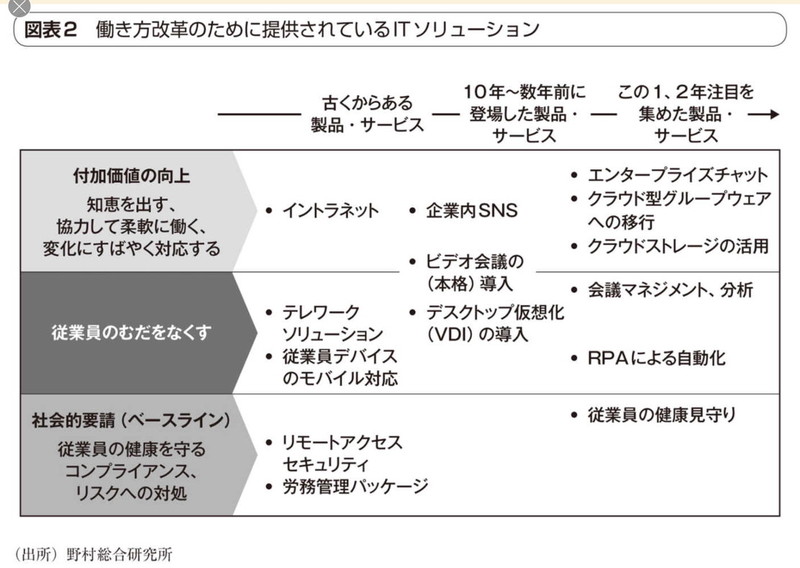 図表2 働き方改革のために提供されているITソリューション
古くからある
製品・サービス
10年～数年前に
登場した製品・
サービス
この1、2年注目を
集めた製品・
サービス
付加価値の向上
知恵を出す、
協力して柔軟に働く、
変化にすばやく対応する
• イントラネット
• 企業内SNS
• エンタープライズチャット
• クラウド型グループウェア
への移行
• クラウドストレージの活用
• ビデオ会議の
（本格）導入
従業員のむだをなくす
• テレワーク
ソリューション
• 従業員デバイス
のモバイル対応
• デスクトップ仮想化
（VDI）の導入
• 会議マネジメント、分析
• RPAによる自動化
社会的要請（ベースライン）
従業員の健康を守る
コンプライアンス、
リスクへの対処
• リモートアクセス
セキュリティ
• 労務管理パッケージ
• 従業員の健康見守り
（出所）野村総合研究所